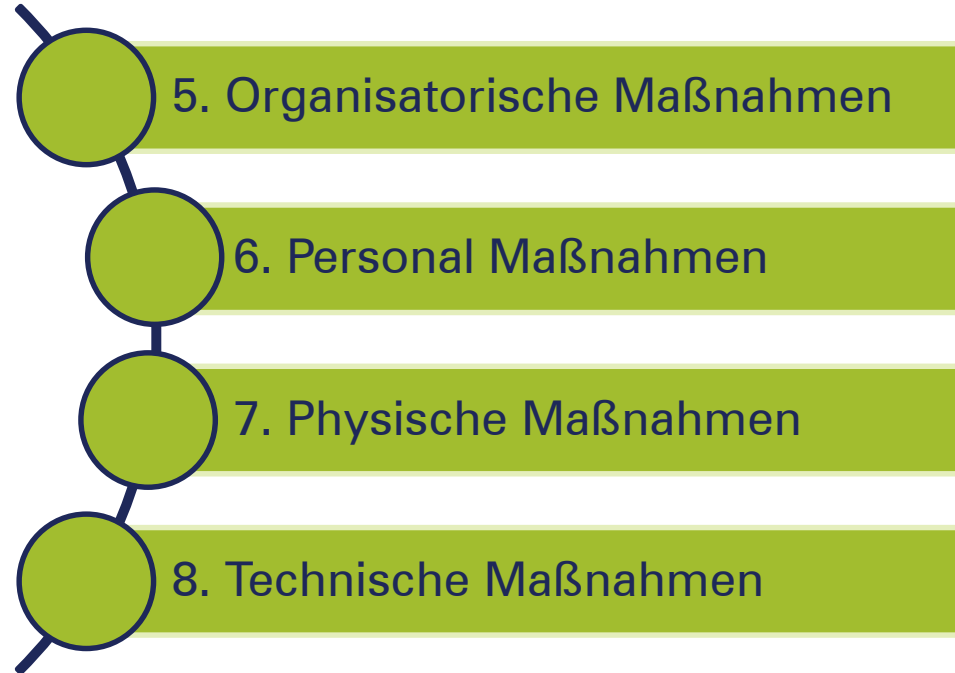 5. Organisatorische Maßnahmen
6. Personal Maßnahmen
7. Physische Maßnahmen
8. Technische Maßnahmen